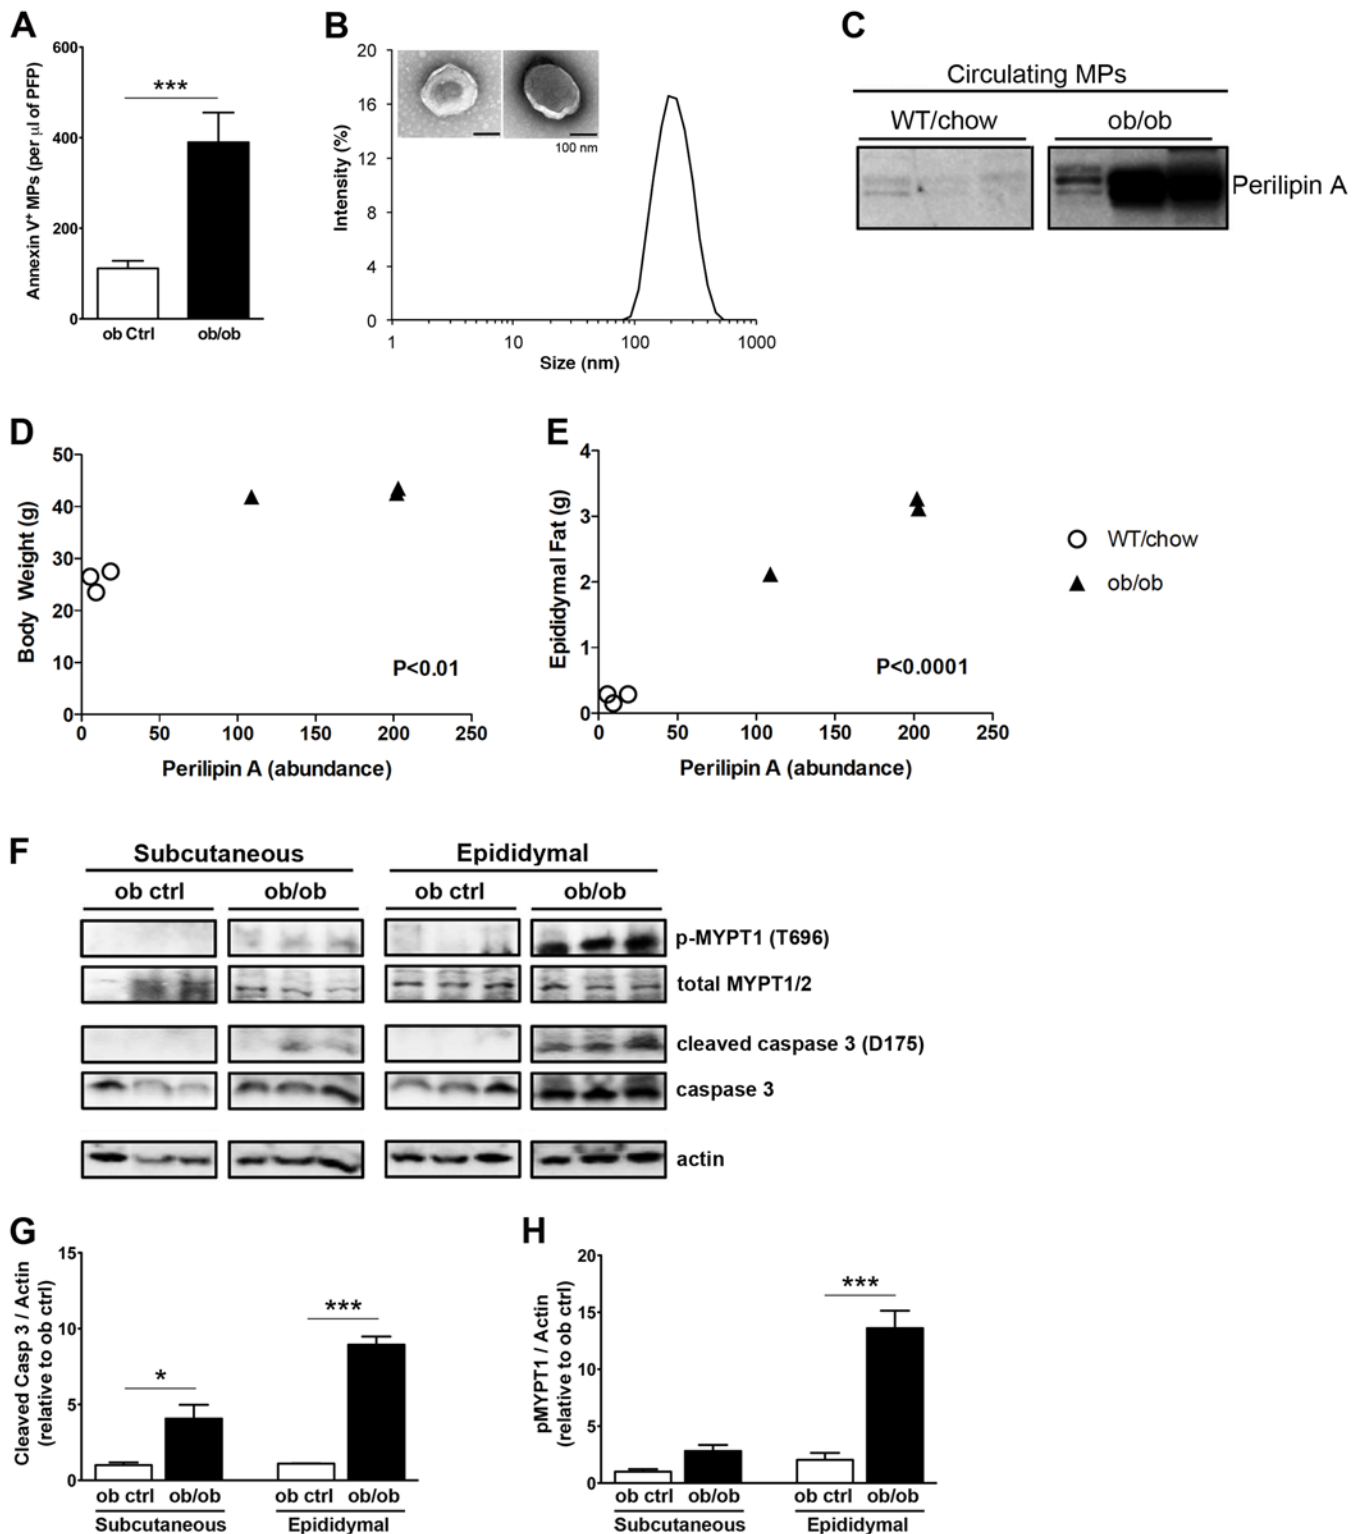 A
600
400
200
0
Annexin V⁺ MPs (per µl of PFP)
***
ob Ctrl ob/ob
B
20
16
12
8
4
0
Intensity (%)
100 nm
1 10 100 1000
Size (nm)
C
Circulating MPs
WT/chow ob/ob
Perilipin A
D
50
40
30
20
10
0
Body Weight (g)
P<0.01
0 50 100 150 200 250
Perilipin A (abundance)
E
4
3
2
1
0
Epididymal Fat (g)
P<0.0001
0 50 100 150 200 250
Perilipin A (abundance)
WT/chow
ob/ob
F
Subcutaneous Epididymal
ob ctrl ob/ob ob ctrl ob/ob
p-MYPT1 (T696)
total MYPT1/2
cleaved caspase 3 (D175)
caspase 3
actin
G
15
10
5
0
Cleaved Casp 3 / Actin
(relative to ob ctrl)
*
***
ob ctrl ob/ob ob ctrl ob/ob
Subcutaneous Epididymal
H
20
15
10
5
0
pMYPT1 / Actin
(relative to ob ctrl)
***
ob ctrl ob/ob ob ctrl ob/ob
Subcutaneous Epididymal